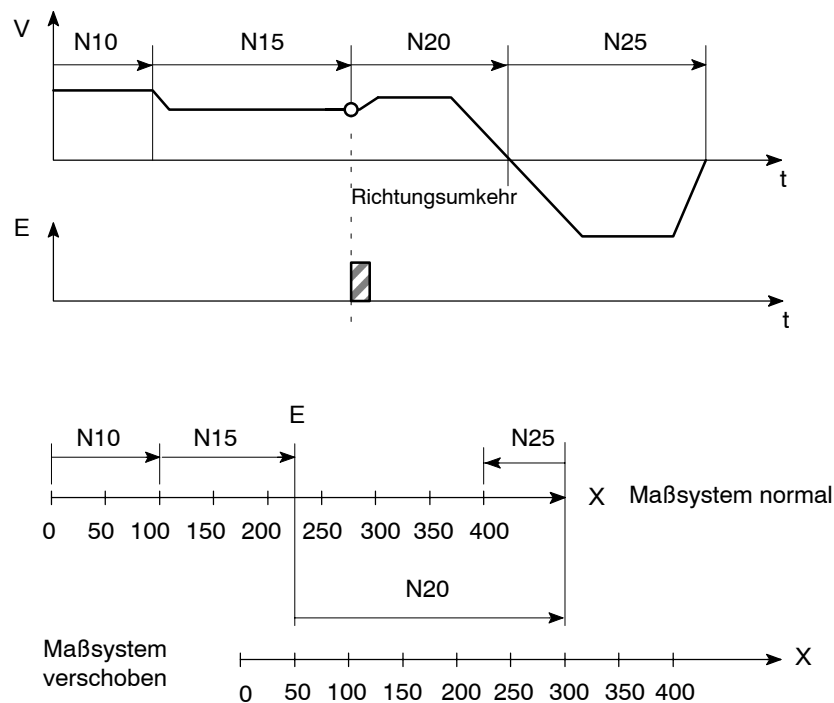 V
N10 N15 N20 N25
t
Richtungsumkehr
E
t
E
N10 N15 N25
X Maßsystem normal
0 50 100 150 200 250 300 350 400
N20
Maßsystem
verschoben
X
0 50 100 150 200 250 300 350 400